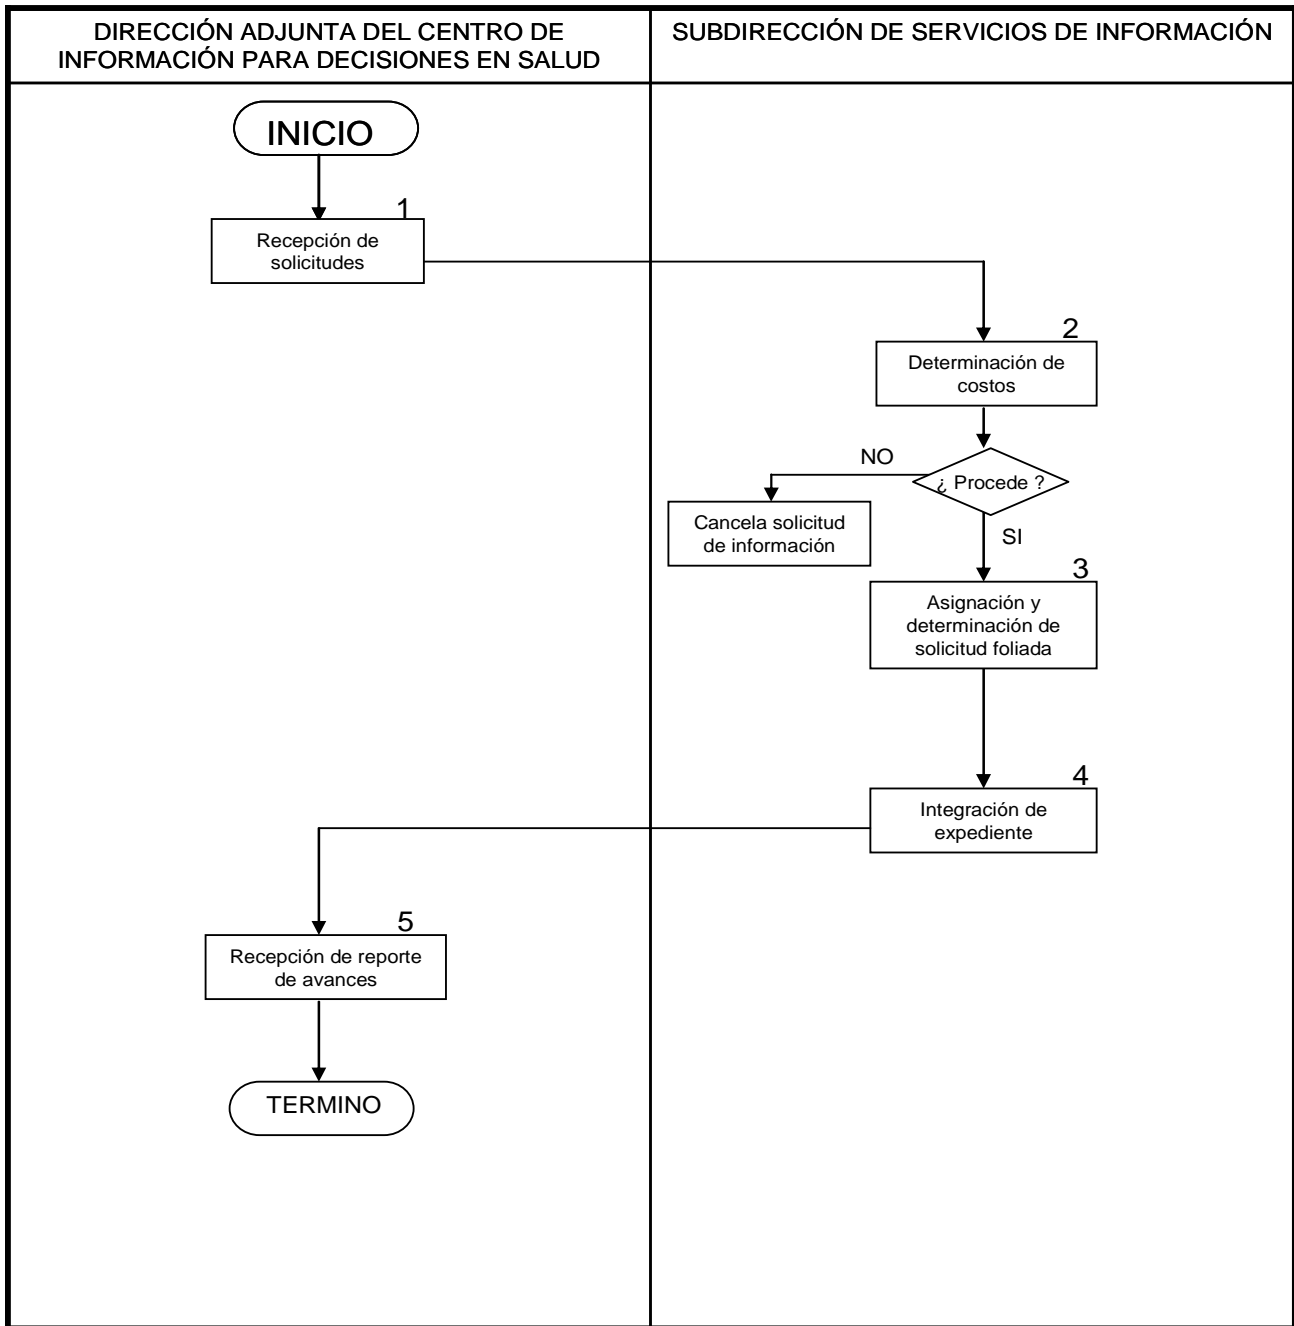 DIRECCIÓN ADJUNTA DEL CENTRO DE
INFORMACIÓN PARA DECISIONES EN SALUD
SUBDIRECCIÓN DE SERVICIOS DE INFORMACIÓN
INICIO
1
Recepción de
solicitudes
2
Determinación de
costos
NO
¿ Procede ?
Cancela solicitud
de información
SI
3
Asignación y
determinación de
solicitud foliada
4
Integración de
expediente
5
Recepción de reporte
de avances
TERMINO